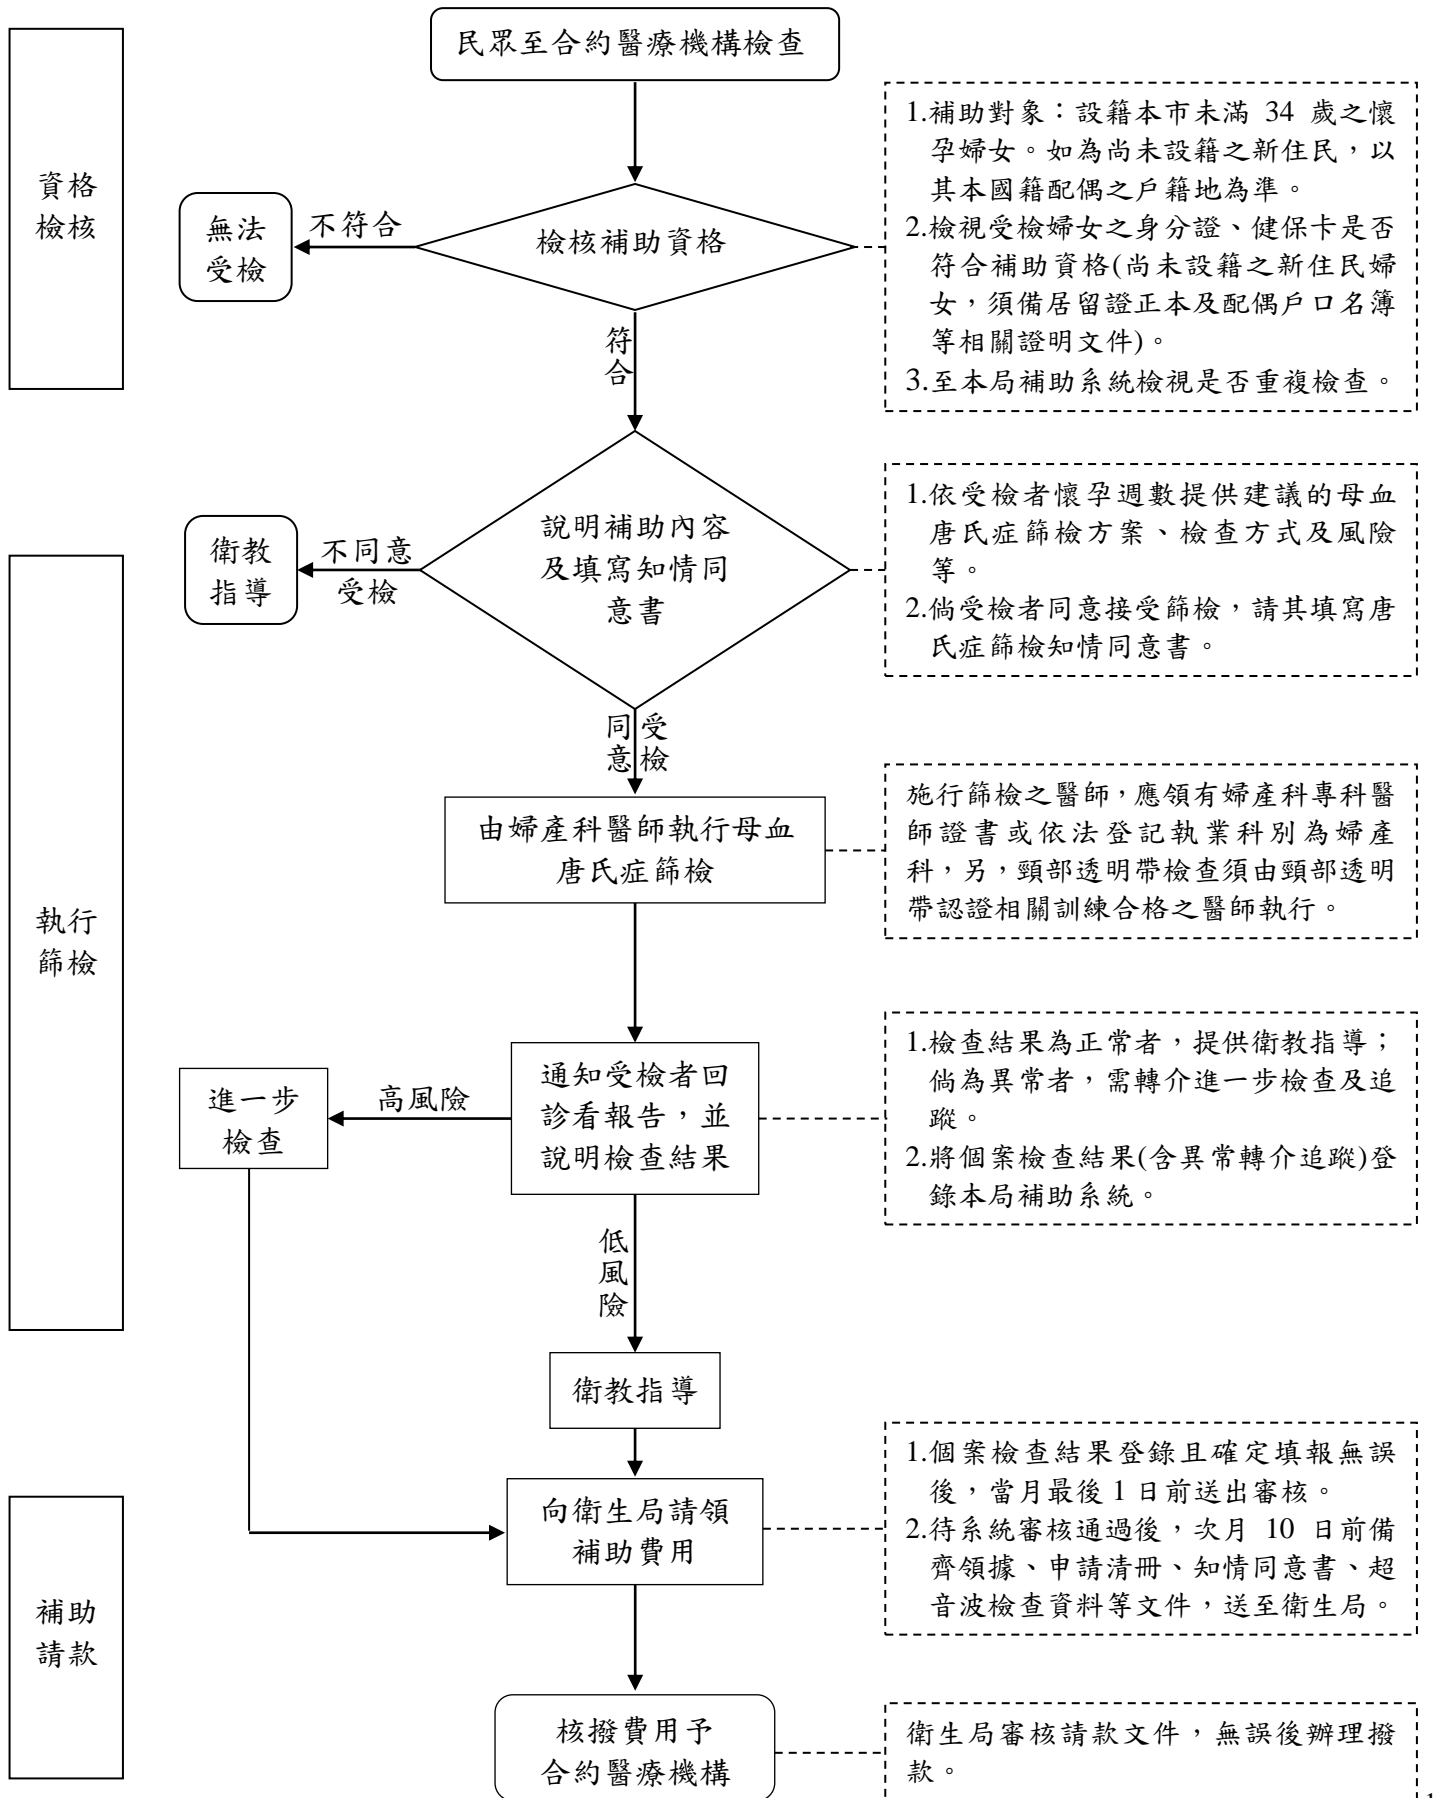 民眾至合約醫療機構檢查
資格
檢核
無法
受檢
不符合
檢核補助資格
1.補助對象：設籍本市未滿 34 歲之懷
孕婦女。如為尚未設籍之新住民，以
其本國籍配偶之戶籍地為準。
2.檢視受檢婦女之身分證、健保卡是否
符合補助資格(尚未設籍之新住民婦
女，須備居留證正本及配偶戶口名簿
等相關證明文件)。
3.至本局補助系統檢視是否重複檢查。
符
合
執行
篩檢
衛教
指導
不同意
受檢
說明補助內容
及填寫知情同
意書
1.依受檢者懷孕週數提供建議的母血
唐氏症篩檢方案、檢查方式及風險
等。
2.倘受檢者同意接受篩檢，請其填寫唐
氏症篩檢知情同意書。
同受
意檢
由婦產科醫師執行母血
唐氏症篩檢
施行篩檢之醫師，應領有婦產科專科醫
師證書或依法登記執業科別為婦產
科，另，頸部透明帶檢查須由頸部透明
帶認證相關訓練合格之醫師執行。
進一步
檢查
高風險
通知受檢者回
診看報告，並
說明檢查結果
1.檢查結果為正常者，提供衛教指導；
倘為異常者，需轉介進一步檢查及追
蹤。
2.將個案檢查結果(含異常轉介追蹤)登
錄本局補助系統。
低
風
險
衛教指導
補助
請款
向衛生局請領
補助費用
1.個案檢查結果登錄且確定填報無誤
後，當月最後 1 日前送出審核。
2.待系統審核通過後，次月 10 日前備
齊領據、申請清冊、知情同意書、超
音波檢查資料等文件，送至衛生局。
核撥費用予
合約醫療機構
衛生局審核請款文件，無誤後辦理撥
款。